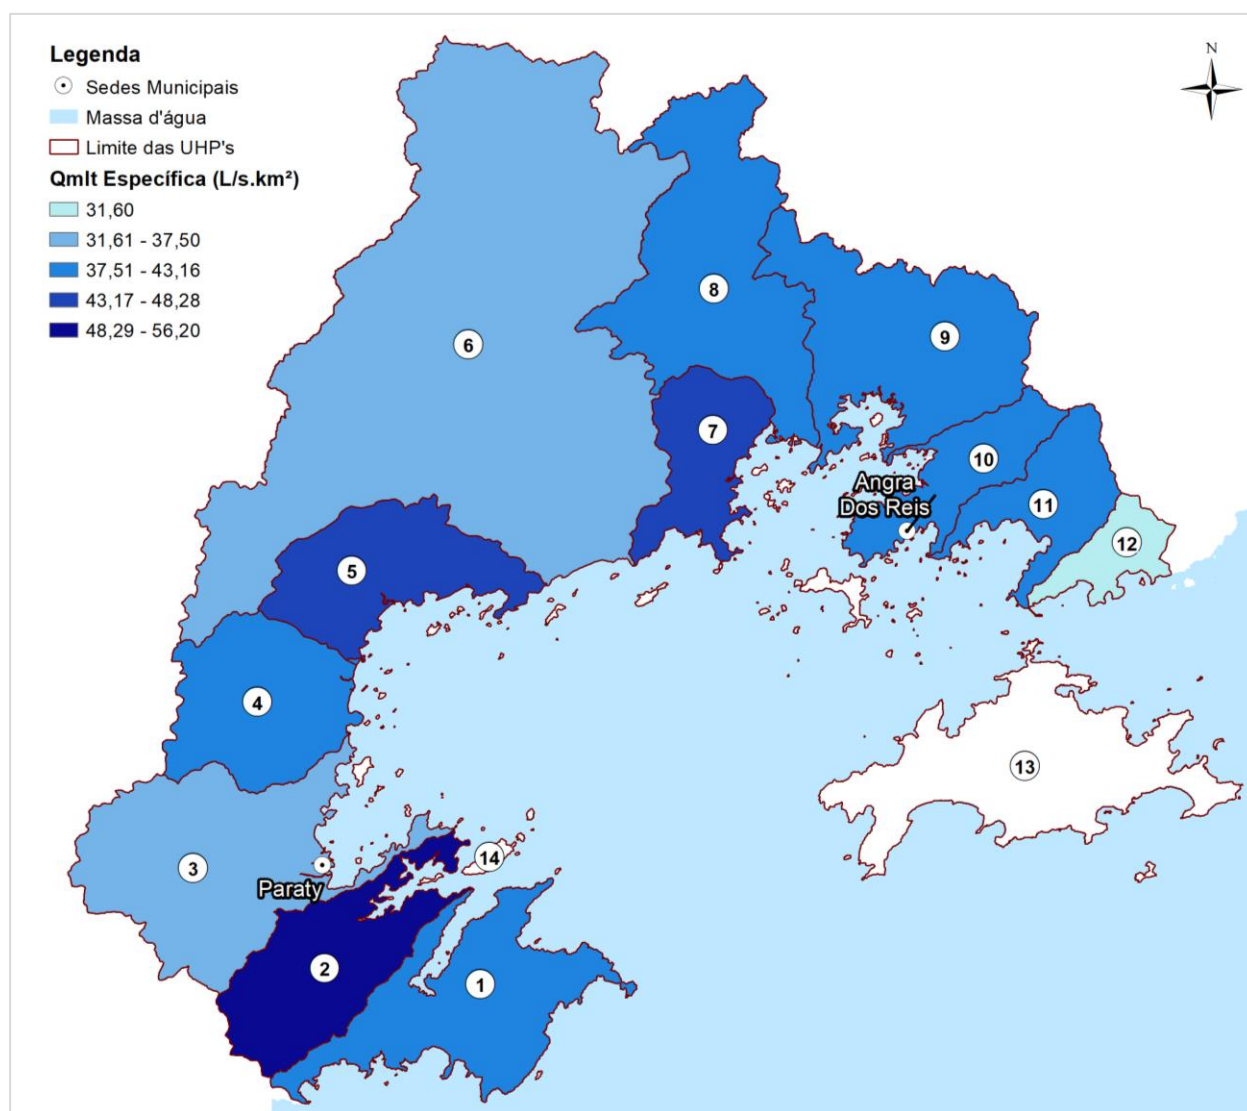 Legenda
Sedes Municipais
Massa d'água
Limite das UHP's
Qmlt Específica (L/s.km²)
31,60
31,61 - 37,50
37,51 - 43,16
43,17 - 48,28
48,29 - 56,20
N
8
9
6
7
10
Angra
Dos Reis
11
12
5
4
13
14
3
Paraty
2
1